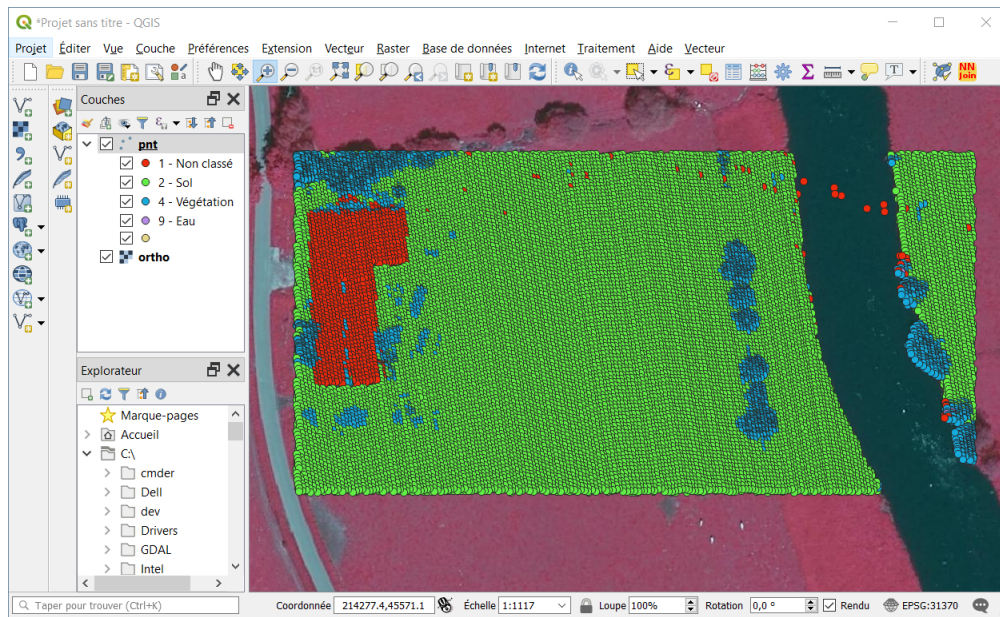 *Projet sans titre - QGIS
Projet Éditer Vue Couche Préférences Extension Vecteur Raster Base de données Internet Traitement Aide Vecteur
NN
Join
Couches
pnt
1 - Non classé
2 - Sol
4 - Végétation
9 - Eau
ortho
Explorateur
Marque-pages
Accueil
C:\
cmder
Dell
dev
Drivers
GDAL
Intel
Taper pour trouver (Ctrl+K)
Coordonnée 214277.4,45571.1 Échelle 1:1117 Loupe 100% Rotation 0,0 ° Rendu EPSG:31370